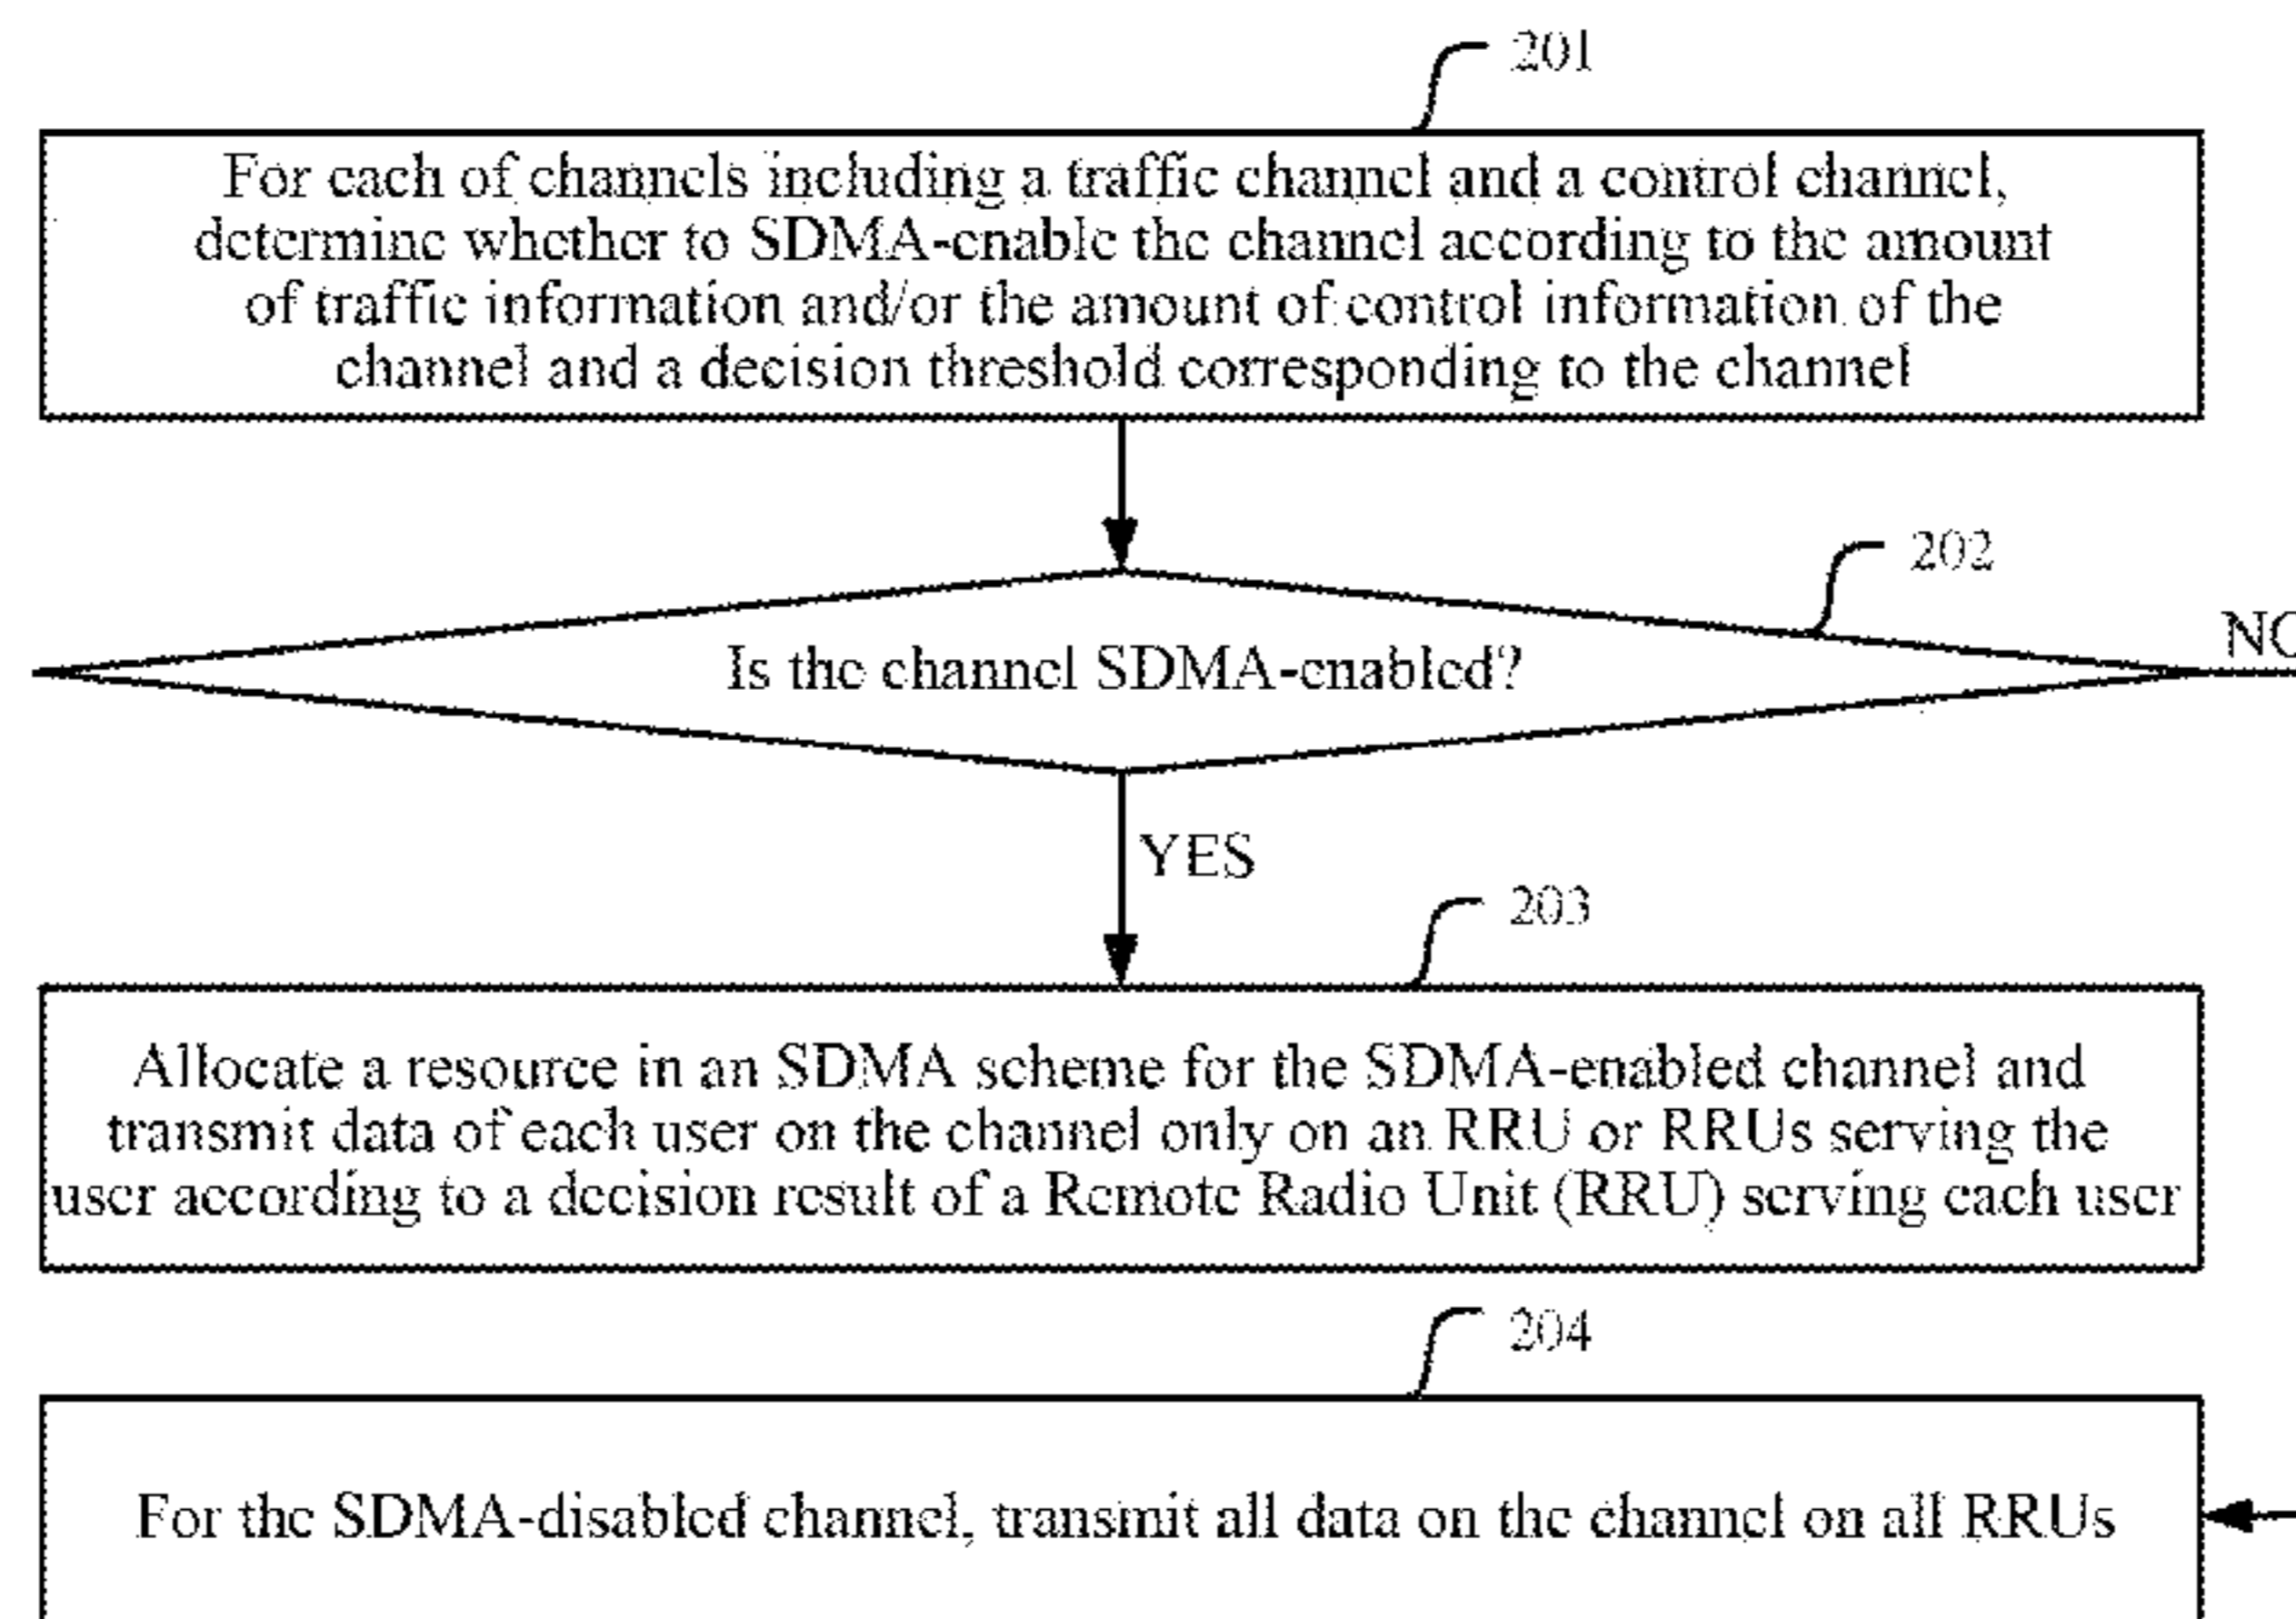 201
For each of channels including a traffic channel and a control channel,
determine whether to SDMA-enable the channel according to the amount
of traffic information and/or the amount of control information of the
channel and a decision threshold corresponding to the channel
202
NO
Is the channel SDMA-enabled?
YES
203
Allocate a resource in an SDMA scheme for the SDMA-enabled channel and
transmit data of each user on the channel only on an RRU or RRUs serving the
user according to a decision result of a Remote Radio Unit (RRU) serving each user
204
For the SDMA-disabled channel, transmit all data on the channel on all RRUs